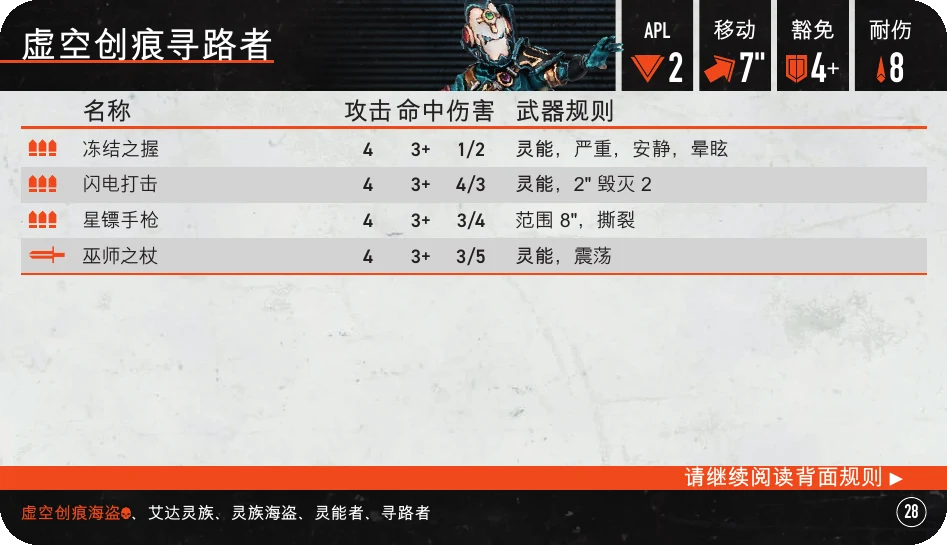 虚空创痕寻路者
APL 移动 豁免 耐伤
2 7" 4+ 8
名称 攻击 命中 伤害 武器规则
冻结之握 4 3+ 1/2 灵能，严重，安静，晕眩
闪电打击 4 3+ 4/3 灵能，2" 毁灭 2
星镖手枪 4 3+ 3/4 范围 8"，撕裂
巫师之杖 4 3+ 3/5 灵能，震荡
请继续阅读背面规则 ▶
虚空创痕海盗、艾达灵族、灵族海盗、灵能者、寻路者
28